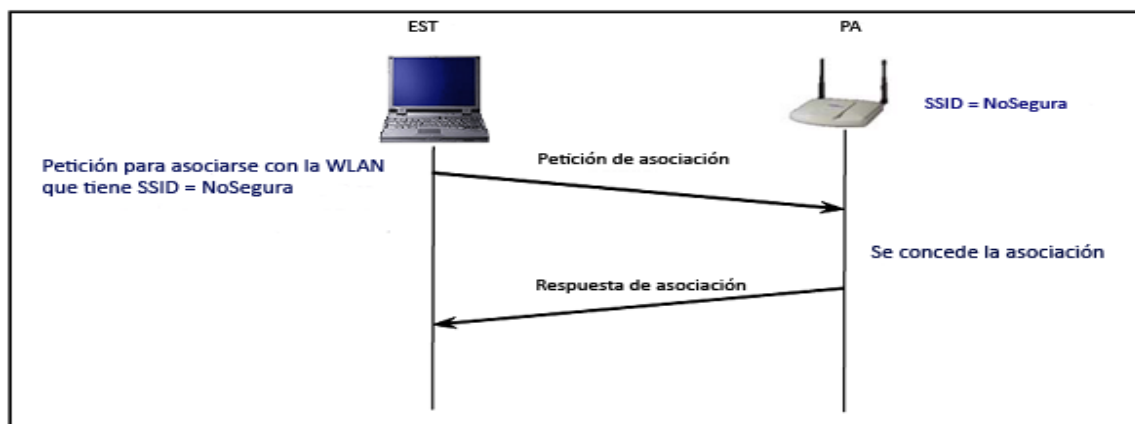 EST
PA
SSID = NoSegura
Petición para asociarse con la WLAN
que tiene SSID = NoSegura
Petición de asociación
Se concede la asociación
Respuesta de asociación